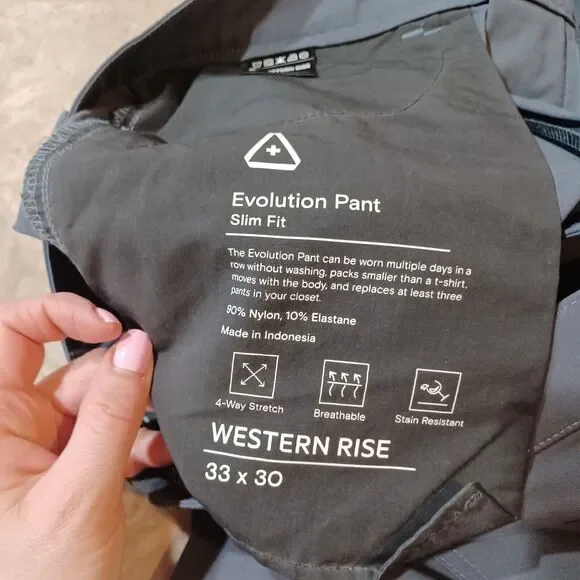 Evolution Pant
Slim Fit
The Evolution Pant can be worn multiple days in a
row without washing, packs smaller than a t-shirt,
moves with the body, and replaces at least three
pants in your closet.
90% Nylon, 10% Elastane
Made in Indonesia
4-Way Stretch
Breathable
Stain Resistant
WESTERN RISE
33 x 30